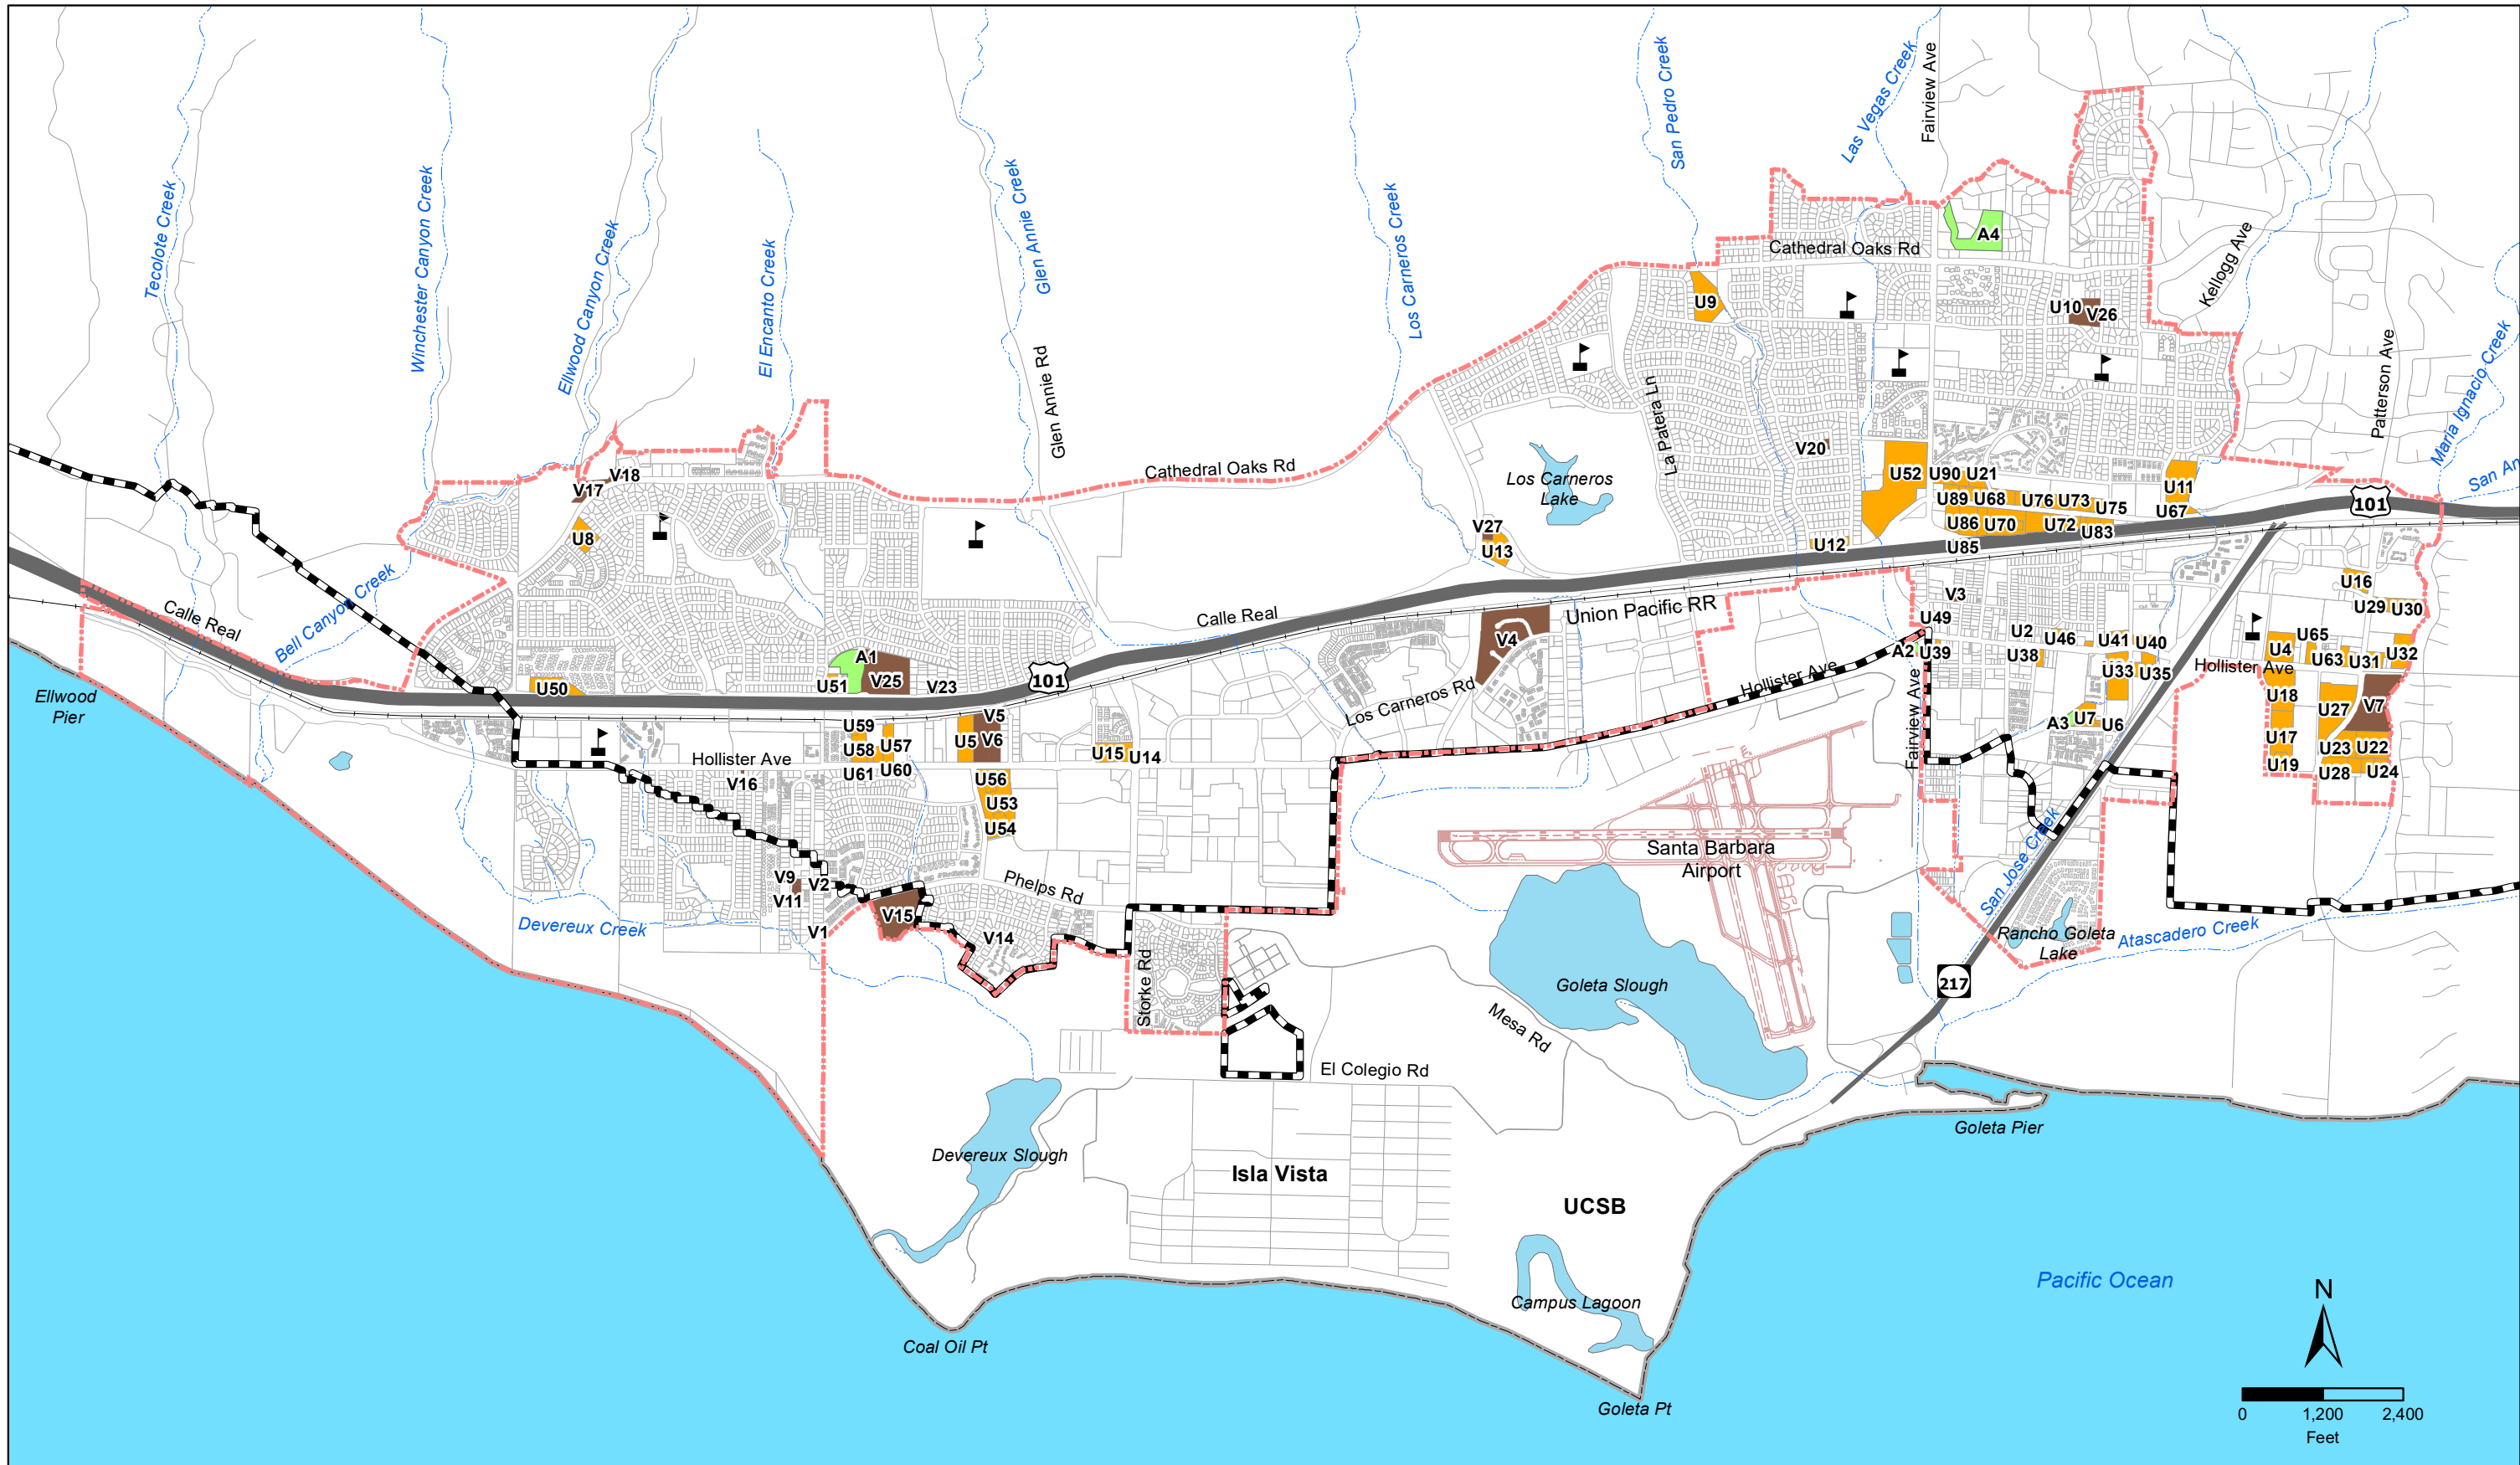 Tecolote Creek
Winchester Canyon Creek
Ellwood Canyon Creek
El Encanto Creek
Glen Annie Creek
Glen Annie Rd
Los Carneros Creek
San Pedro Creek
Las Vegas Creek
Fairview Ave
Kellogg Ave
Patterson Ave
Maria Ignacio Creek
San An
A4
Cathedral Oaks Rd
U9
U10
V26
La Patera Ln
V20
Cathedral Oaks Rd
Los Carneros
Lake
V18
V17
U8
V27
U13
U12
U52
U90
U21
U89
U68
U76
U73
U75
U86
U70
U72
U83
U85
U11
U67
101
Calle Real
Bell Canyon Creek
Calle Real
Union Pacific RR
V4
V3
U49
A2
U39
U2
U46
U38
U41
U40
U33
U35
U16
U29
U30
U65
U4
U63
U31
U32
Hollister Ave
Ellwood
Pier
U50
A1
U51
V25
V23
101
Los Carneros Rd
Hollister Ave
Fairview Ave
A3
U7
U6
U18
U27
V7
U17
U23
U22
U19
U28
U24
U59
U58
U57
U61
U60
U5
V5
V6
U15
U14
Hollister Ave
V16
U56
U53
U54
Santa Barbara
Airport
V9
V2
V11
V1
V15
Phelps Rd
V14
Devereux Creek
Storke Rd
San Jose Creek
Rancho Goleta
Lake
Atascadero Creek
217
Goleta Slough
Mesa Rd
El Colegio Rd
Devereux Slough
Isla Vista
UCSB
Goleta Pier
Campus Lagoon
Coal Oil Pt
Goleta Pt
Pacific Ocean
N
0 1,200 2,400
Feet